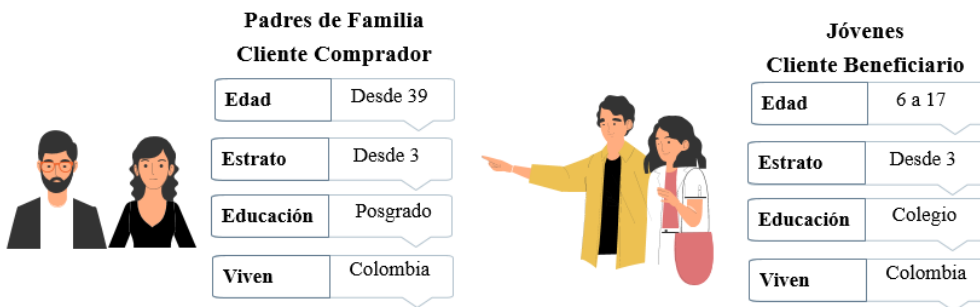 Padres de Familia
Cliente Comprador
Edad Desde 39
Estrato Desde 3
Educación Posgrado
Viven Colombia
Jóvenes
Cliente Beneficiario
Edad 6 a 17
Estrato Desde 3
Educación Colegio
Viven Colombia